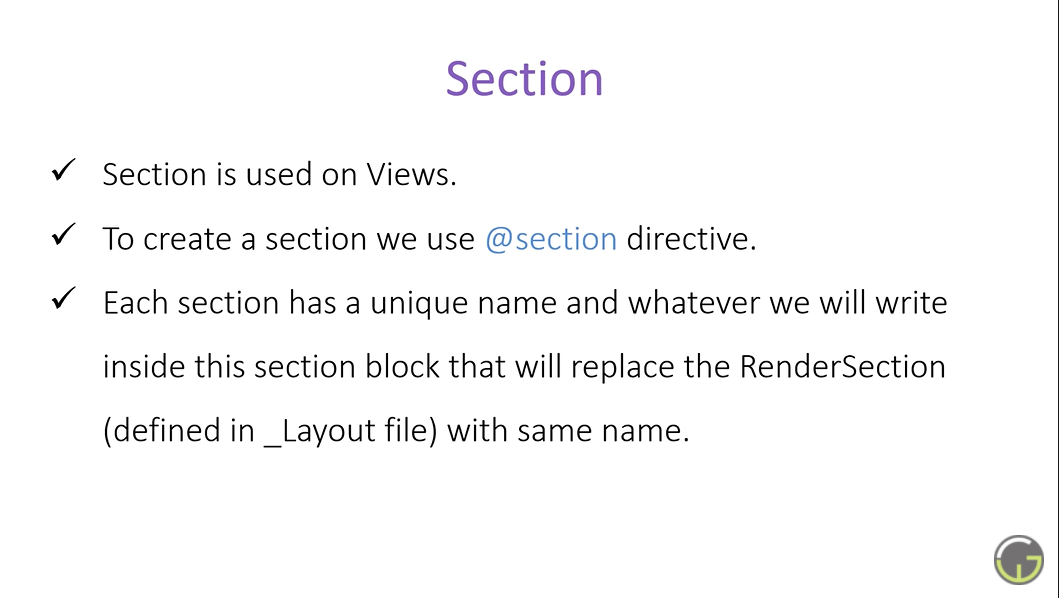 Section
✓ Section is used on Views.
✓ To create a section we use @section directive.
✓ Each section has a unique name and whatever we will write
inside this section block that will replace the RenderSection
(defined in _Layout file) with same name.